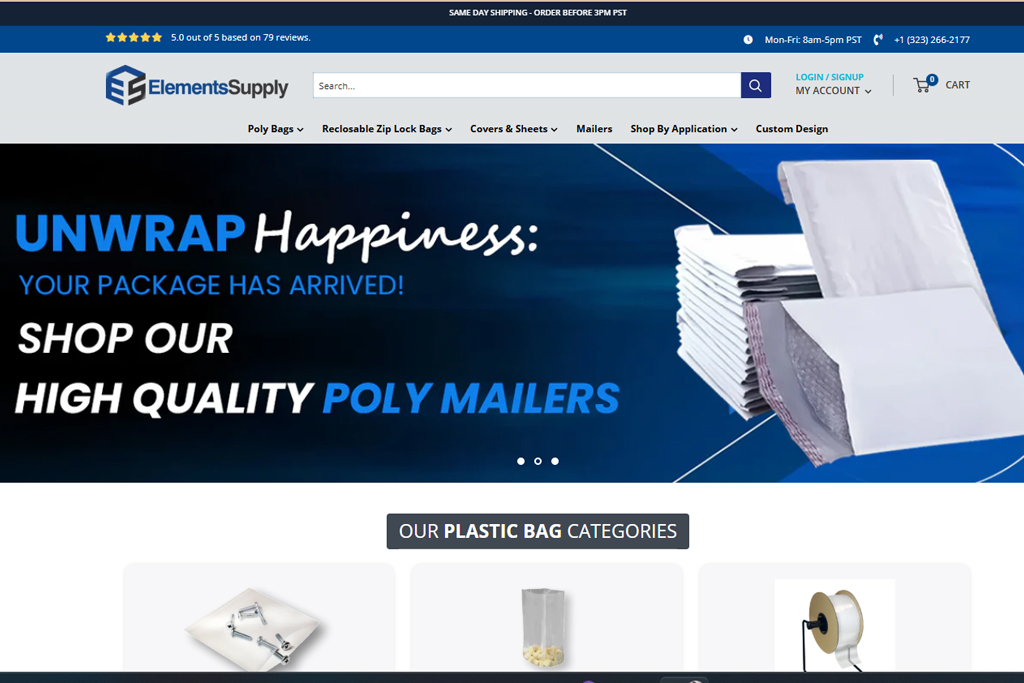 SAME DAY SHIPPING - ORDER BEFORE 3PM PST
5.0 out of 5 based on 79 reviews.
Mon-Fri: 8am-5pm PST
+1 (323) 266-2177
ElementsSupply
Search...
LOGIN / SIGNUP
MY ACCOUNT
0
CART
Poly Bags
Reclosable Zip Lock Bags
Covers & Sheets
Mailers
Shop By Application
Custom Design
UNWRAP Happiness:
YOUR PACKAGE HAS ARRIVED!
SHOP OUR
HIGH QUALITY POLY MAILERS
OUR PLASTIC BAG CATEGORIES